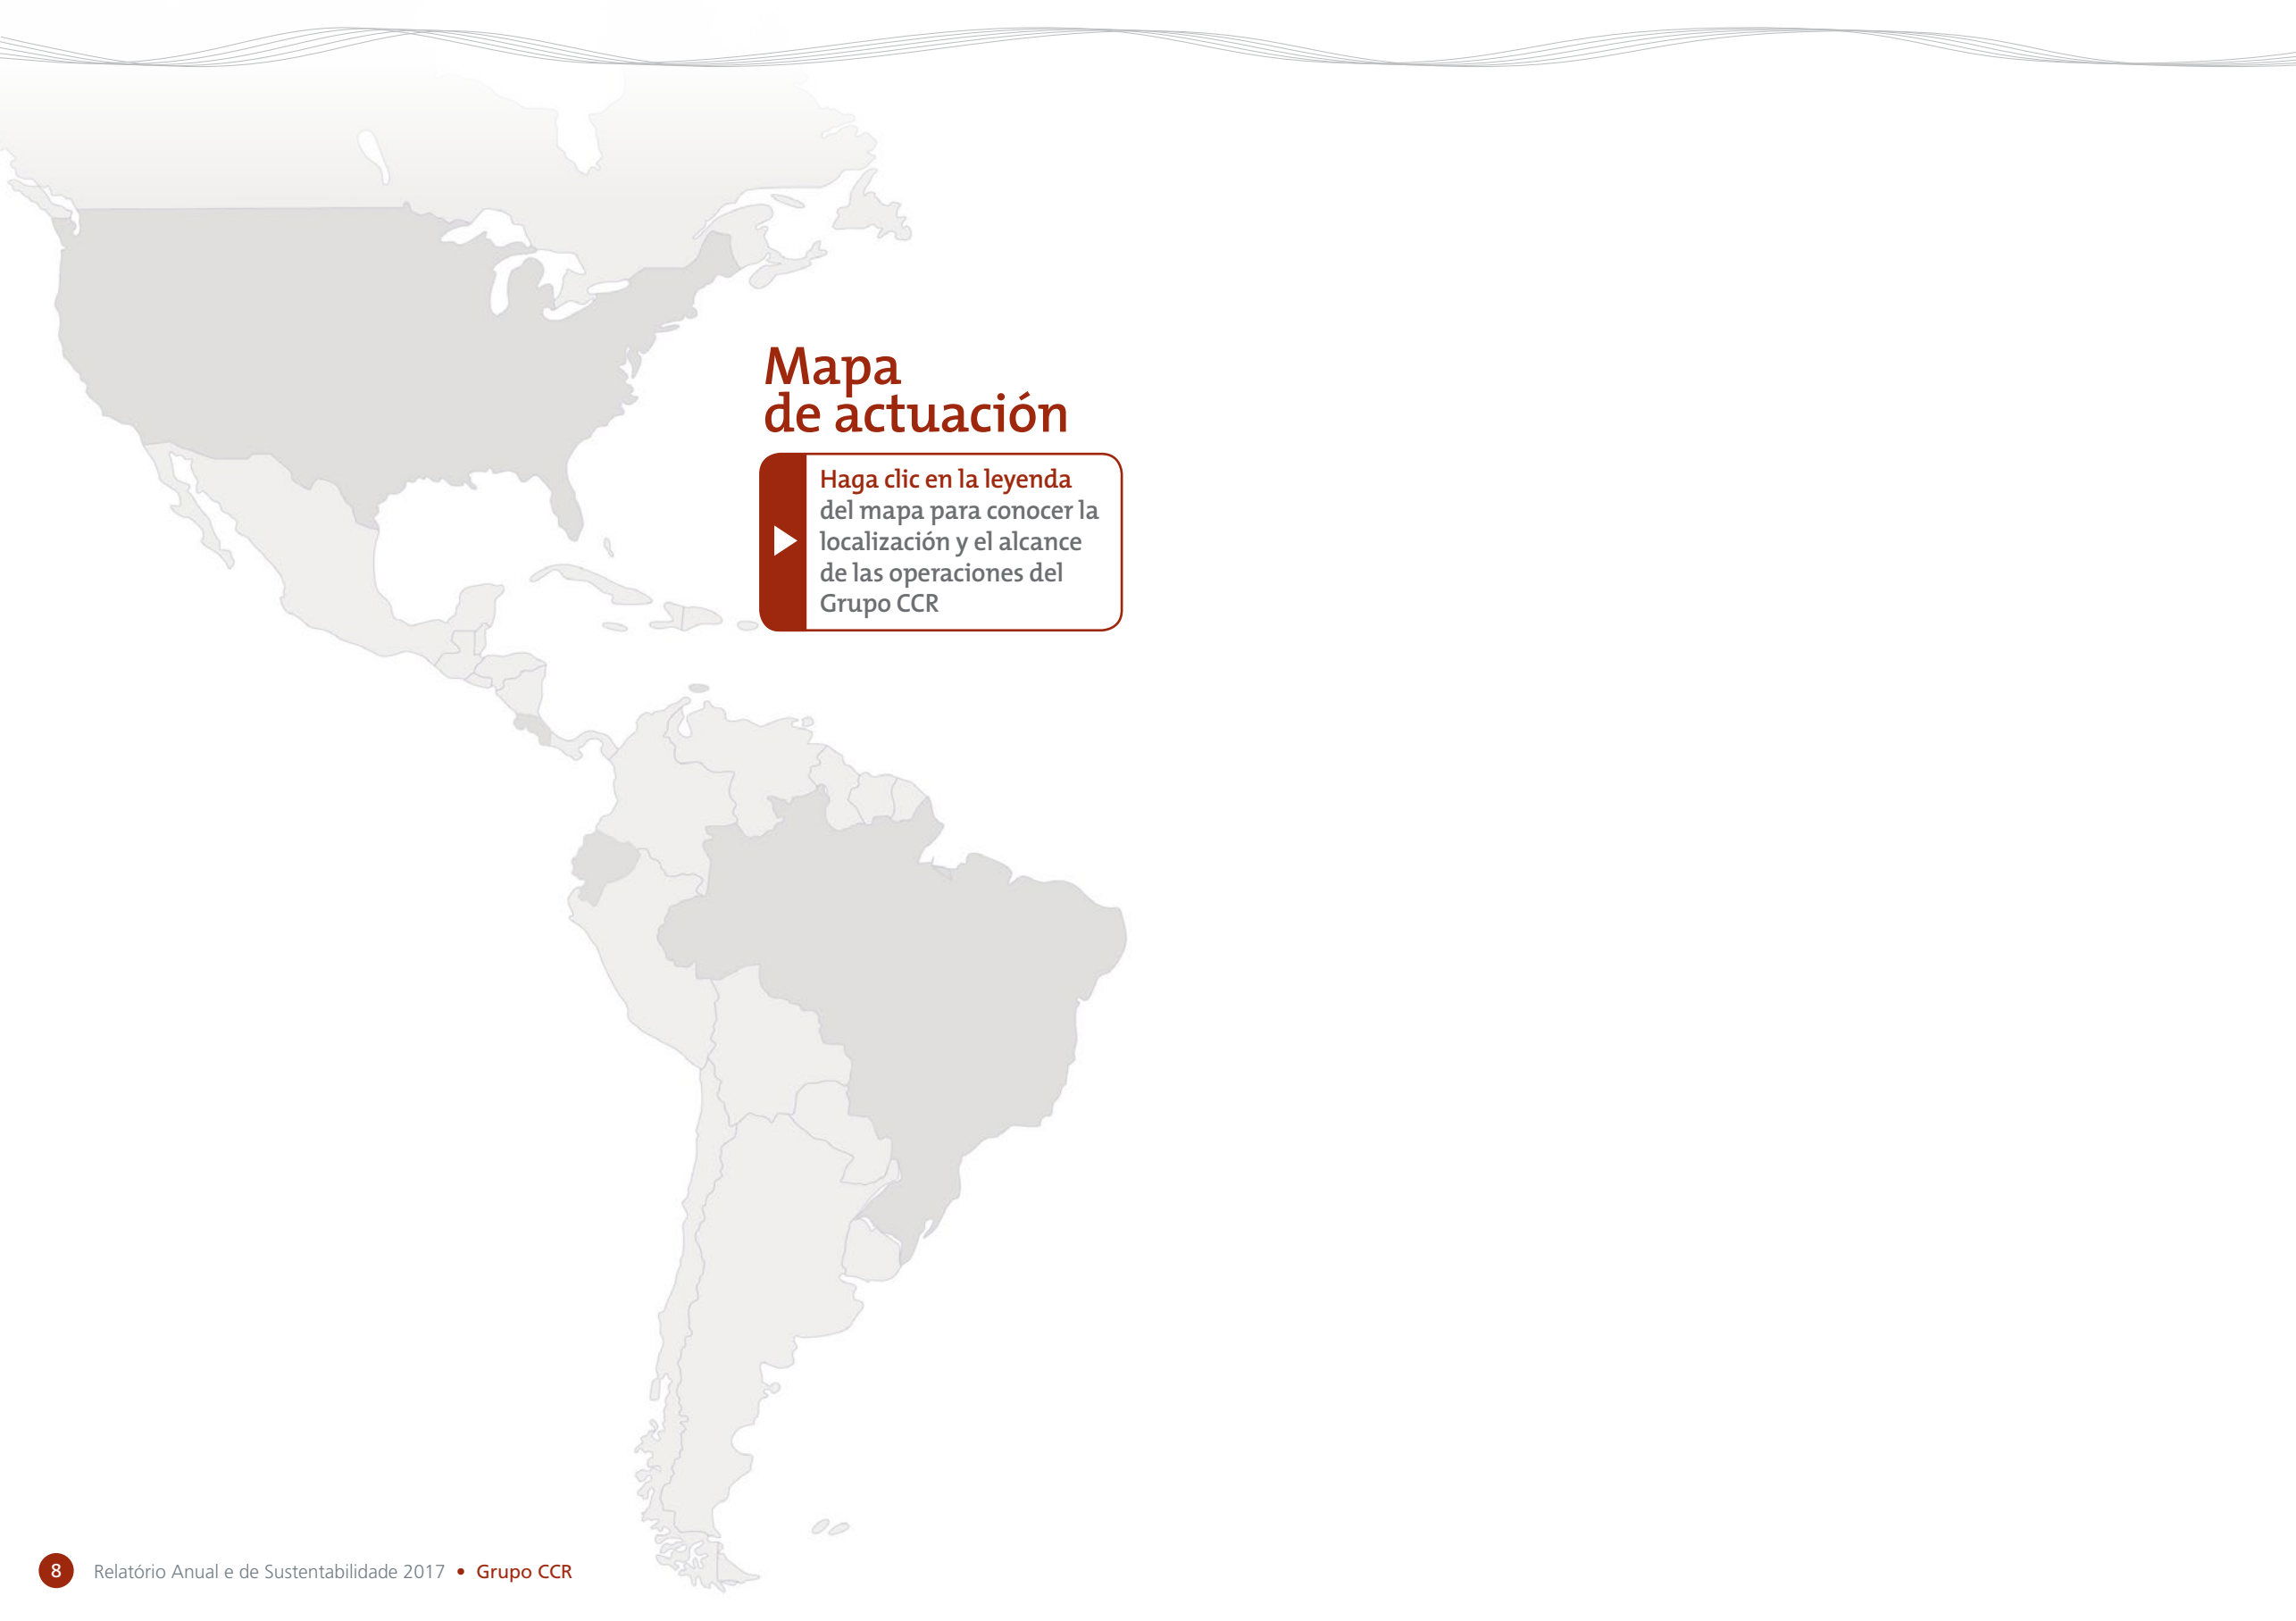 Mapa
de actuación
Haga clic en la leyenda
del mapa para conocer la
localización y el alcance
de las operaciones del
Grupo CCR
8 Relatório Anual e de Sustentabilidade 2017 • Grupo CCR